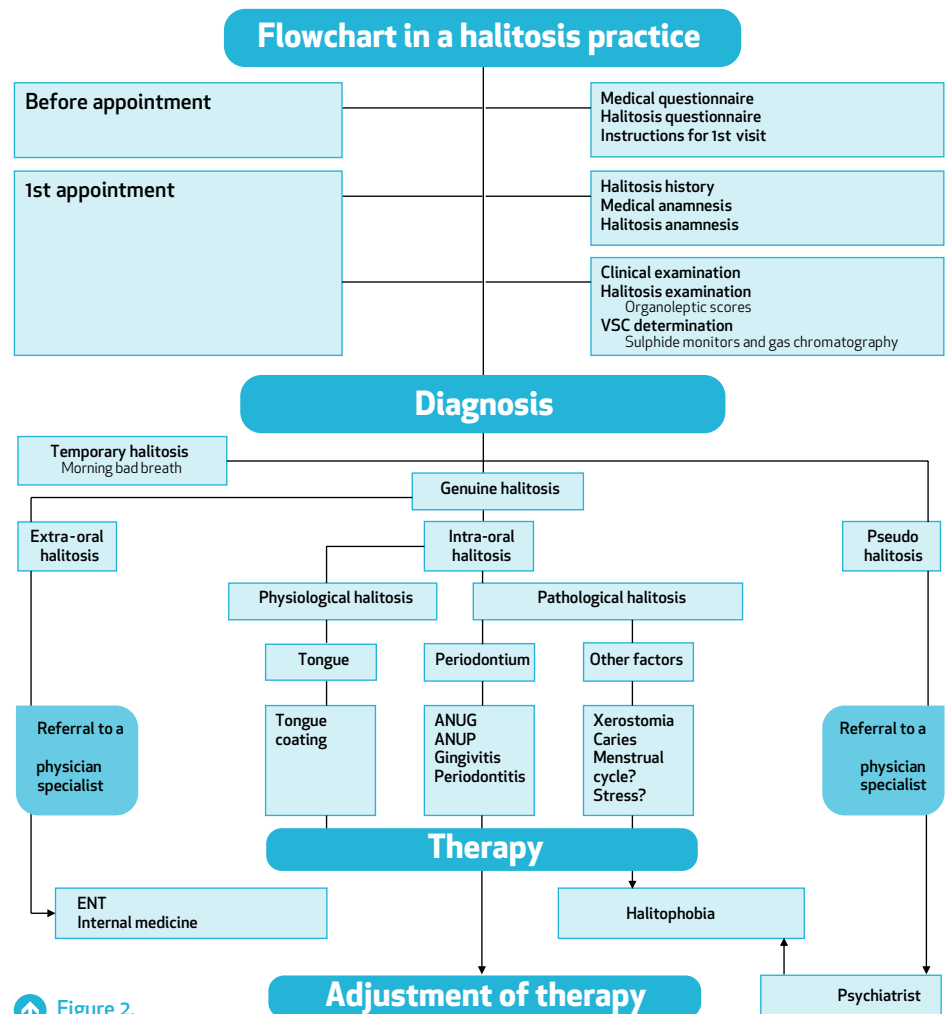 Flowchart in a halitosis practice
Before appointment
Medical questionnaire
Halitosis questionnaire
Instructions for 1st visit
1st appointment
Halitosis history
Medical anamnesis
Halitosis anamnesis
Clinical examination
Halitosis examination
Organoleptic scores
VSC determination
Sulphide monitors and gas chromatography
Diagnosis
Temporary halitosis
Morning bad breath
Genuine halitosis
Extra-oral
halitosis
Intra-oral
halitosis
Pseudo
halitosis
Physiological halitosis
Pathological halitosis
Tongue
Periodontium
Other factors
Referral to a
physician
specialist
Tongue
coating
ANUG
ANUP
Gingivitis
Periodontitis
Xerostomia
Caries
Menstrual
cycle?
Stress?
Referral to a
physician
specialist
Therapy
ENT
Internal medicine
Halitophobia
Adjustment of therapy
Psychiatrist
Figure 2.